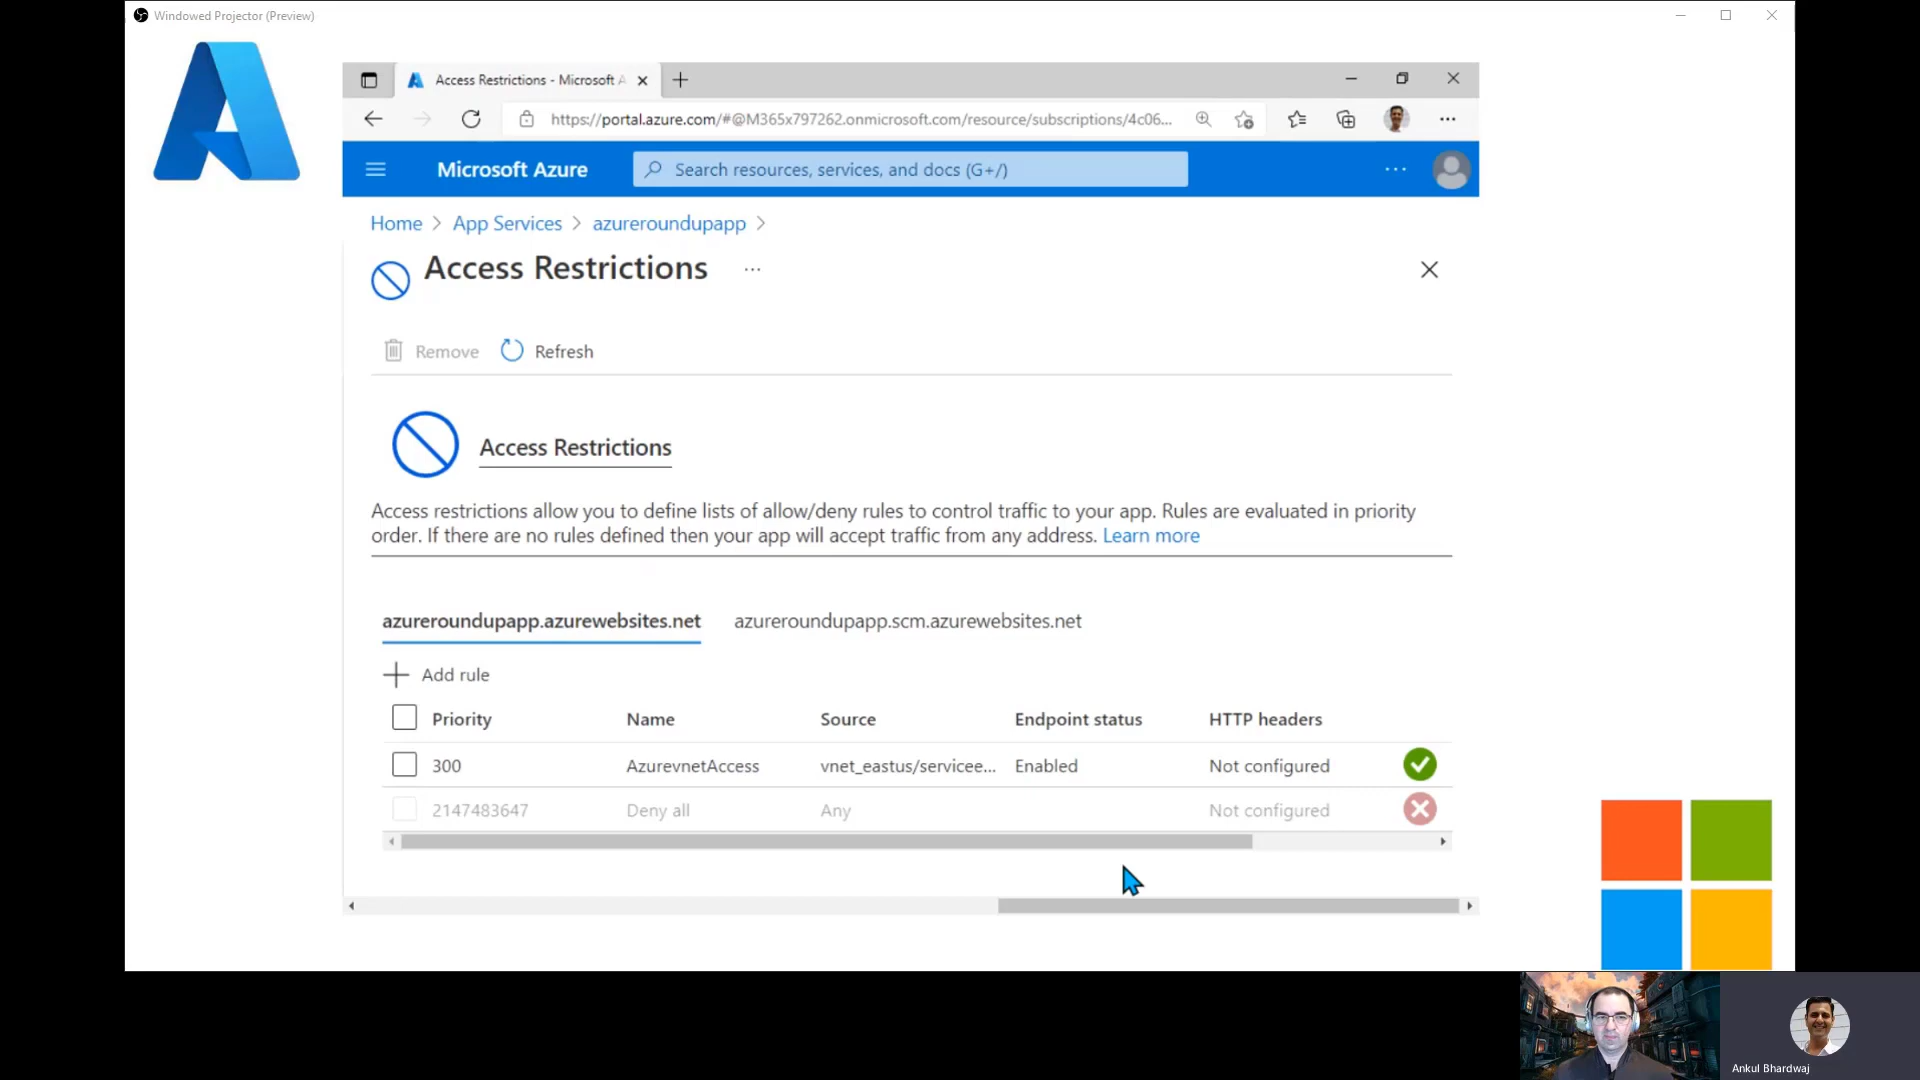 Windowed Projector (Preview)
Access Restrictions - Microsoft A
https://portal.azure.com/#@M365x797262.onmicrosoft.com/resource/subscriptions/4c06...
Microsoft Azure
Search resources, services, and docs (G+/)
Home > App Services > azureroundupapp >
Access Restrictions ...
Remove Refresh
Access Restrictions
Access restrictions allow you to define lists of allow/deny rules to control traffic to your app. Rules are evaluated in priority
order. If there are no rules defined then your app will accept traffic from any address. Learn more
azureroundupapp.azurewebsites.net azureroundupapp.scm.azurewebsites.net
Add rule
Priority Name Source Endpoint status HTTP headers
300 AzurevnetAccess vnet_eastus/servicee... Enabled Not configured
2147483647 Deny all Any Not configured
Ankul Bhardwaj